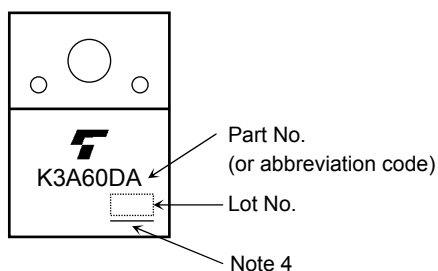 K3A60DA
Part No.
(or abbreviation code)
Lot No.
Note 4